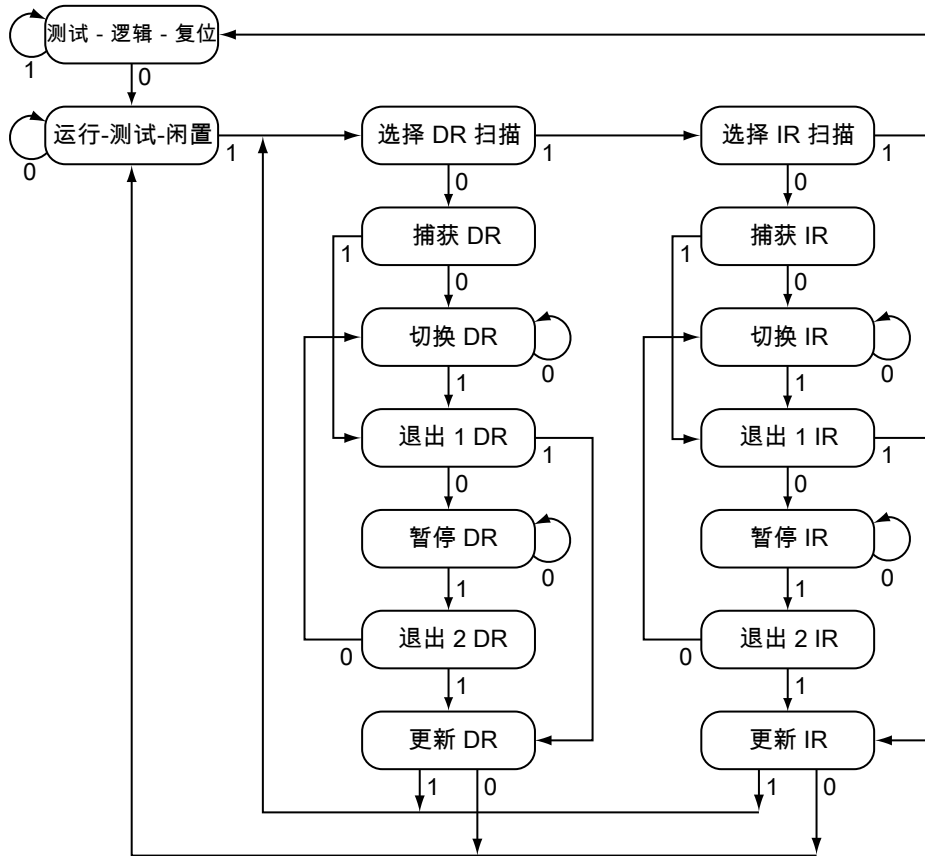 测试 - 逻辑 - 复位
1
0
运行-测试-闲置
0
1
选择 DR 扫描
1
选择 IR 扫描
1
0
0
捕获 DR
1
捕获 IR
1
0
0
切换 DR
0
切换 IR
0
1
1
退出 1 DR
1
退出 1 IR
1
0
0
暂停 DR
0
暂停 IR
0
1
1
退出 2 DR
0
退出 2 IR
0
1
1
更新 DR
更新 IR
1
0
1
0